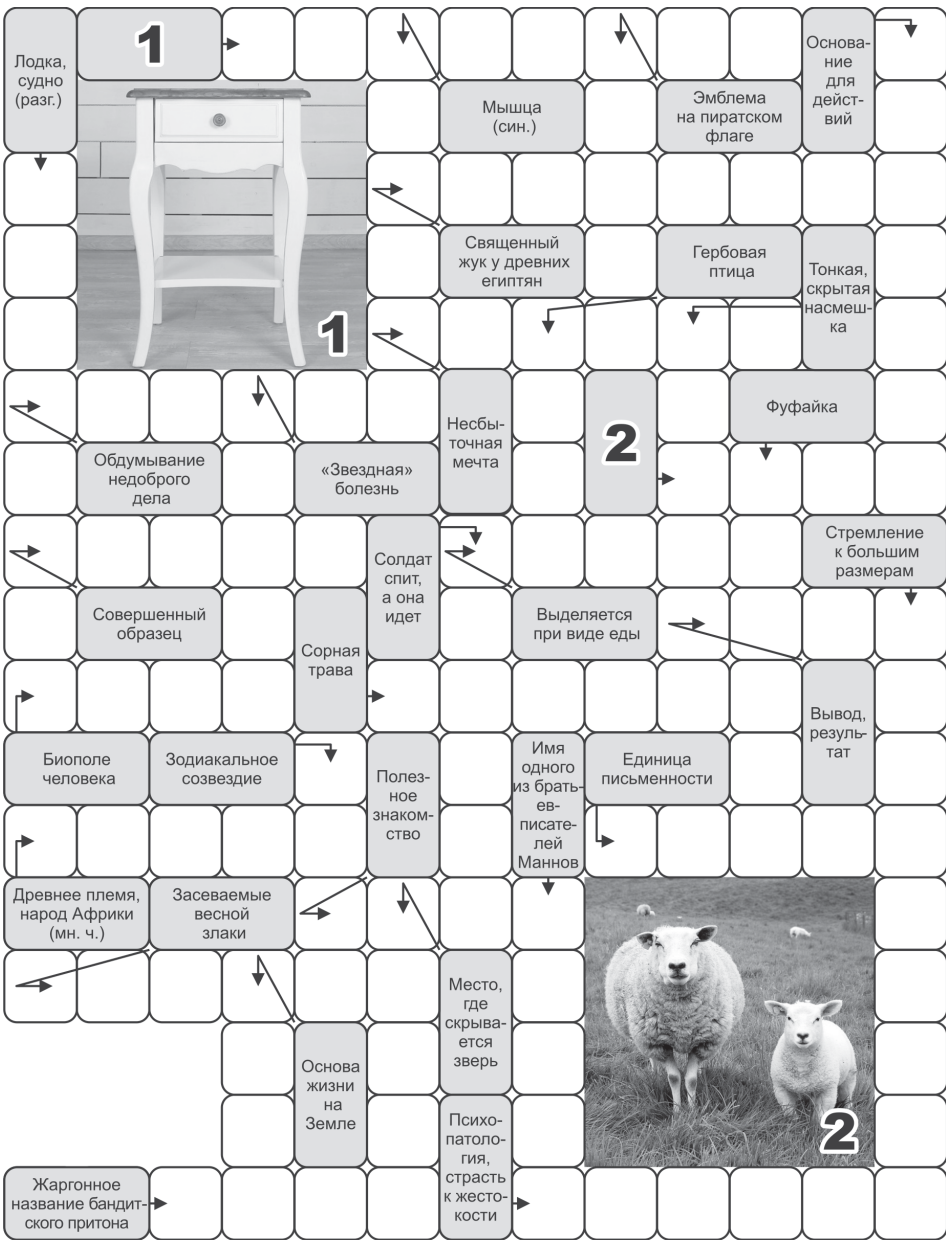 1
Лодка,
судно
(разг.)
Основа-
ние
для
дейст-
вий
Мышца
(син.)
Эмблема
на пиратском
флаге
Священный
жук у древних
египтян
Гербовая
птица
Тонкая,
скрытая
насмеш-
ка
1
Несбы-
точная
мечта
2
Фуфайка
Обдумывание
недоброго
дела
«Звездная»
болезнь
Солдат
спит,
а она
идет
Стремление
к большим
размерам
Совершенный
образец
Сорная
трава
Выделяется
при виде еды
Вывод,
резуль-
тат
Биополе
человека
Зодиакальное
созвездие
Полез-
ное
знаком-
ство
Имя
одного
из брать-
ев-
писате-
лей
Маннов
Единица
письменности
Древнее племя,
народ Африки
(мн. ч.)
Засеваемые
весной
злаки
Место,
где
скрыва-
ется
зверь
Основа
жизни
на
Земле
Психо-
патоло-
гия,
страсть
к жесто-
кости
2
Жаргонное
название бандит-
ского притона